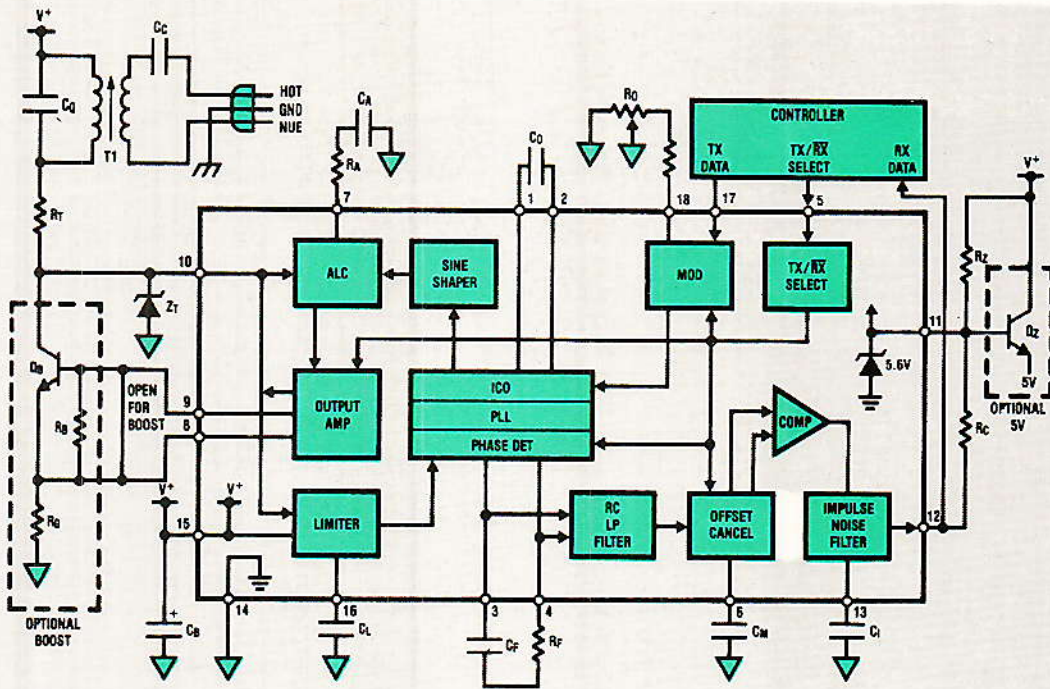 V+
CC
CQ
T1
HOT
GND
NUE
CA
RA
RO
CO
CONTROLLER
TX DATA
TX/RX SELECT
RX DATA
V+
RT
7
1
2
18
17
5
10
ALC
SINE SHAPER
MOD
TX/RX SELECT
RZ
ZT
11
QZ
5.6V
5V
OPTIONAL 5V
QB
OPEN FOR BOOST
RB
9
8
OUTPUT AMP
ICO
PLL
PHASE DET
COMP
RC
V+
V+
15
RG
LIMITER
RC LP FILTER
OFFSET CANCEL
IMPULSE NOISE FILTER
12
OPTIONAL BOOST
+
CB
14
16
CL
3
4
CF
RF
6
CM
13
CI